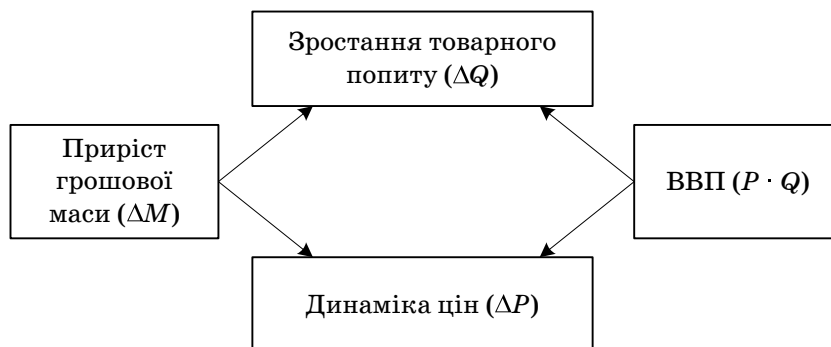 Зростання товарного
попиту (ΔQ)
Приріст
грошової
маси (ΔM)
ВВП (P · Q)
Динаміка цін (ΔP)